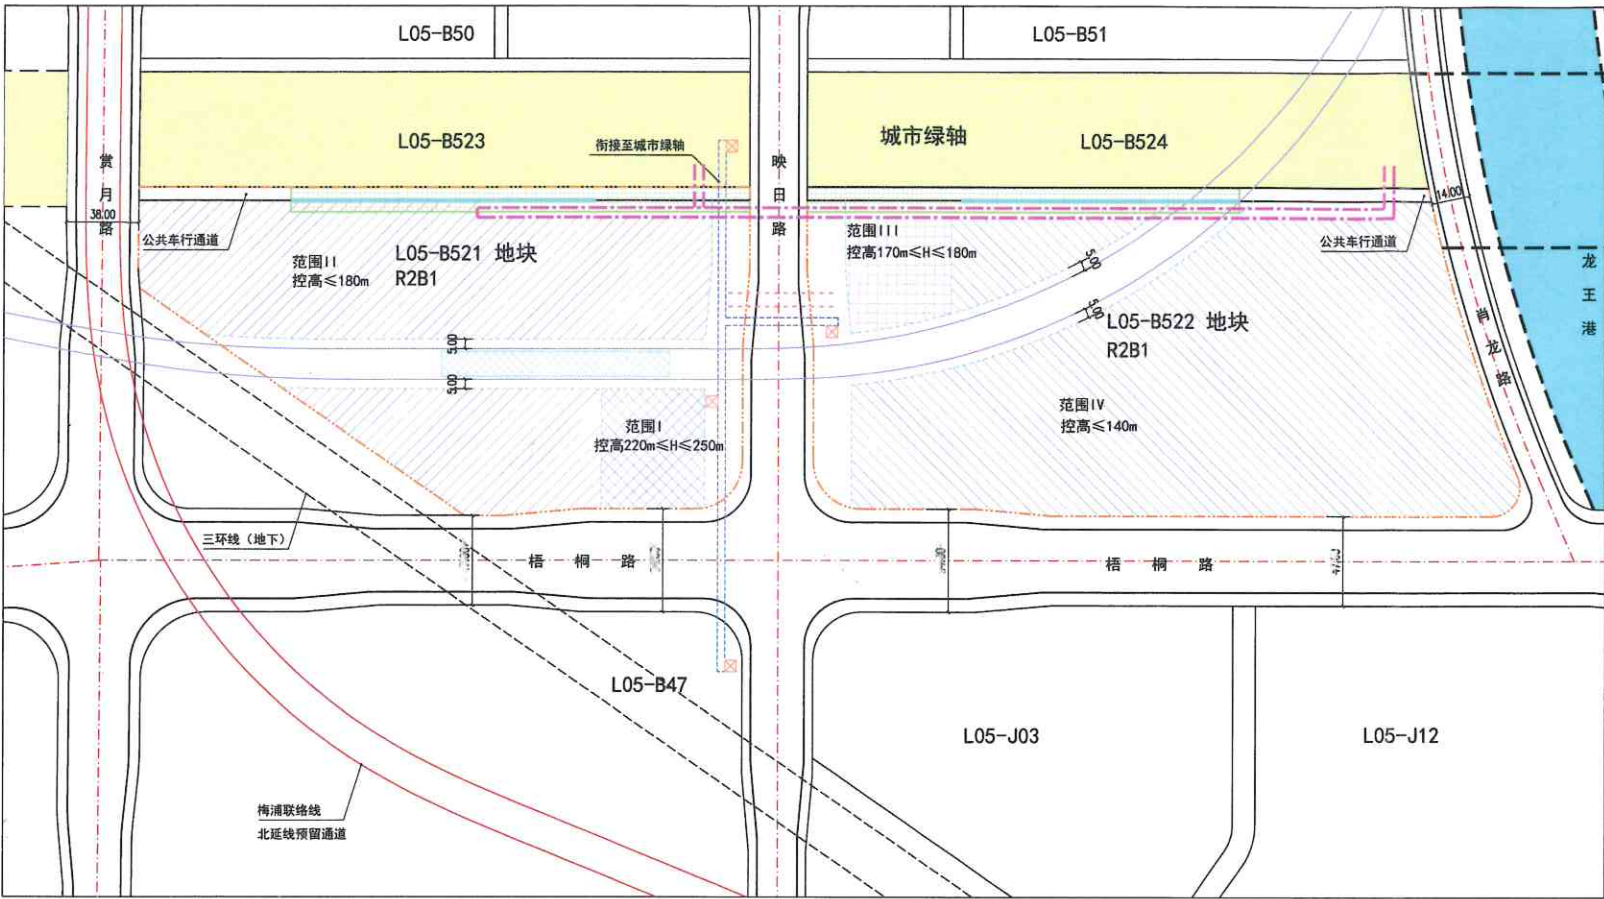 L05-B50
L05-B51
L05-B523
衔接至城市绿轴
城市绿轴
L05-B524
赏月路
映日路
38.00
14.00
公共车行通道
公共车行通道
L05-B521 地块
R2B1
范围II
控高≤180m
范围III
控高170m≤H≤180m
龙王港
5.00
5.00
L05-B522 地块
R2B1
肖龙路
5.00
5.00
范围I
控高220m≤H≤250m
范围IV
控高≤140m
三环线（地下）
梧桐路
梧桐路
L05-B47
L05-J03
L05-J12
梅浦联络线
北延线预留通道